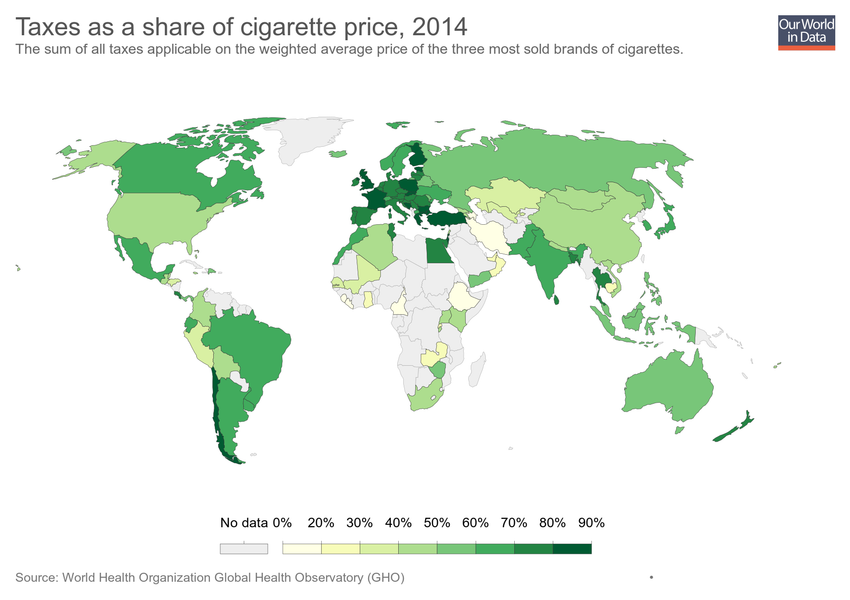 Taxes as a share of cigarette price, 2014
The sum of all taxes applicable on the weighted average price of the three most sold brands of cigarettes.
Our World
in Data
No data 0% 20% 30% 40% 50% 60% 70% 80% 90%
Source: World Health Organization Global Health Observatory (GHO)